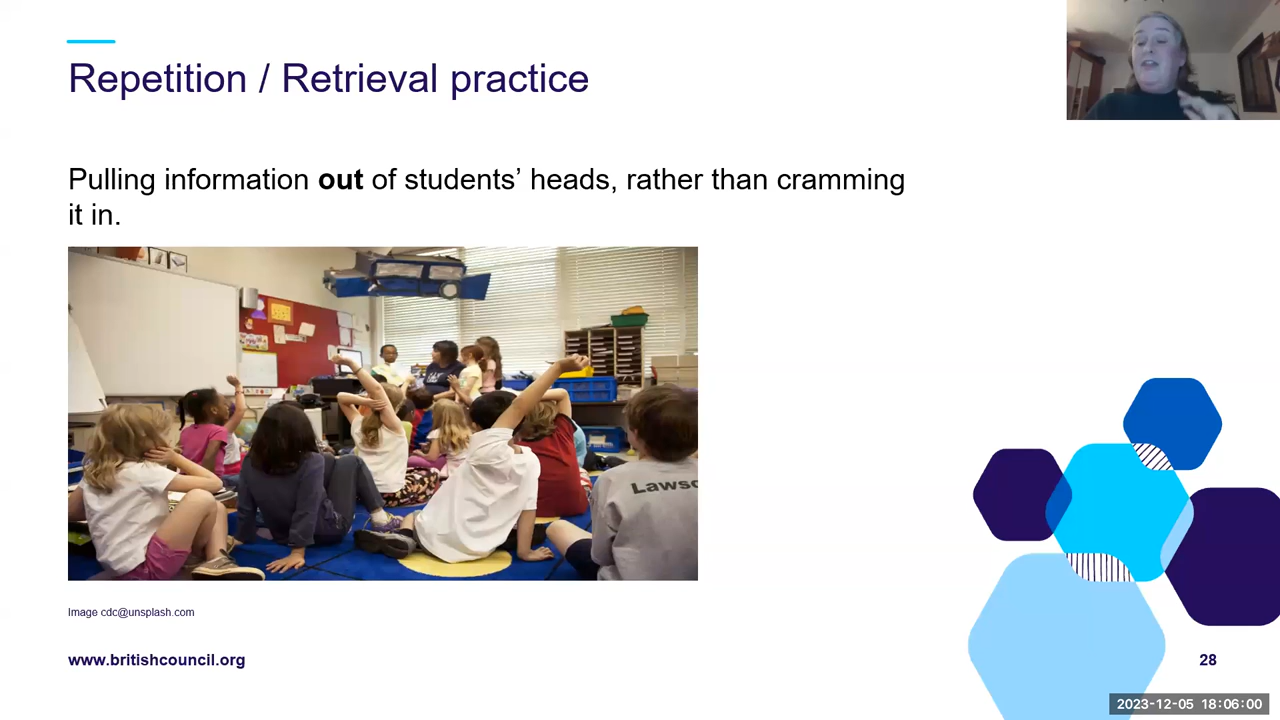 Repetition / Retrieval practice
Pulling information out of students’ heads, rather than cramming
it in.
Lawso
Image cdc@unsplash.com
www.britishcouncil.org
28
2023-12-05 18:06:00